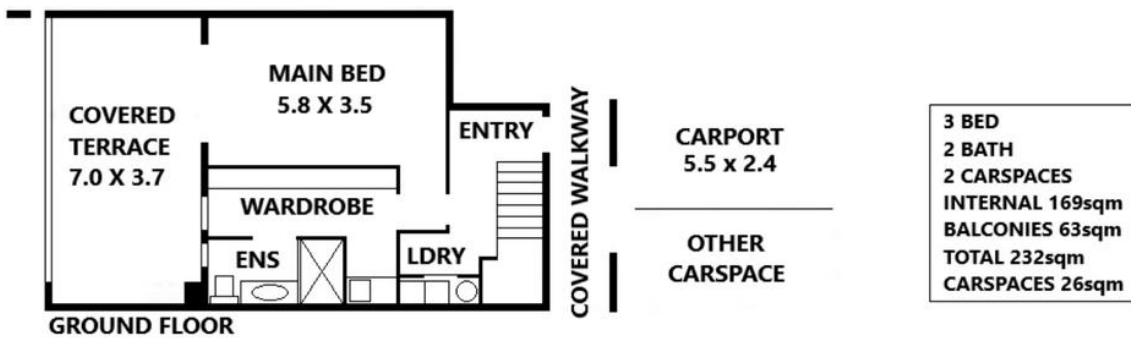 MAIN BED
5.8 X 3.5
COVERED
TERRACE
7.0 X 3.7
ENTRY
WARDROBE
ENS
LDRY
COVERED WALKWAY
CARPORT
5.5 x 2.4
OTHER
CARSPACE
3 BED
2 BATH
2 CARSPACES
INTERNAL 169sqm
BALCONIES 63sqm
TOTAL 232sqm
CARSPACES 26sqm
GROUND FLOOR